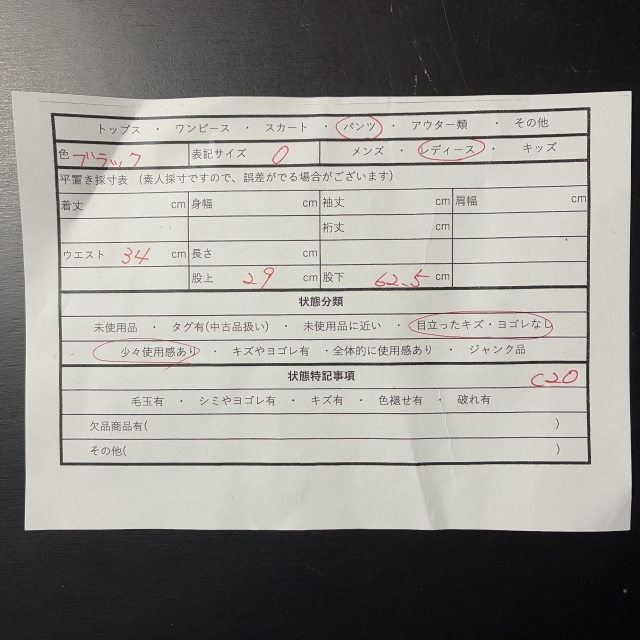 トップス ・ ワンピース ・ スカート ・ パンツ ・ アウター類 ・ その他
色 ブラック 表記サイズ 0 メンズ ・ レディース ・ キッズ
平置き採寸表 (素人採寸ですので、誤差がでる場合がございます)
着丈 cm 身幅 cm 袖丈 cm 肩幅 cm
裄丈 cm
ウエスト 34 cm 長さ cm
股上 29 cm 股下 62.5 cm
状態分類
未使用品 ・ タグ有(中古品扱い) ・ 未使用品に近い ・ 目立ったキズ・ヨゴレなし
少々使用感あり ・ キズやヨゴレ有 ・全体的に使用感あり ・ ジャンク品
状態特記事項 C20
毛玉有 ・ シミやヨゴレ有 ・ キズ有 ・ 色褪せ有 ・ 破れ有
欠品商品有( )
その他( )